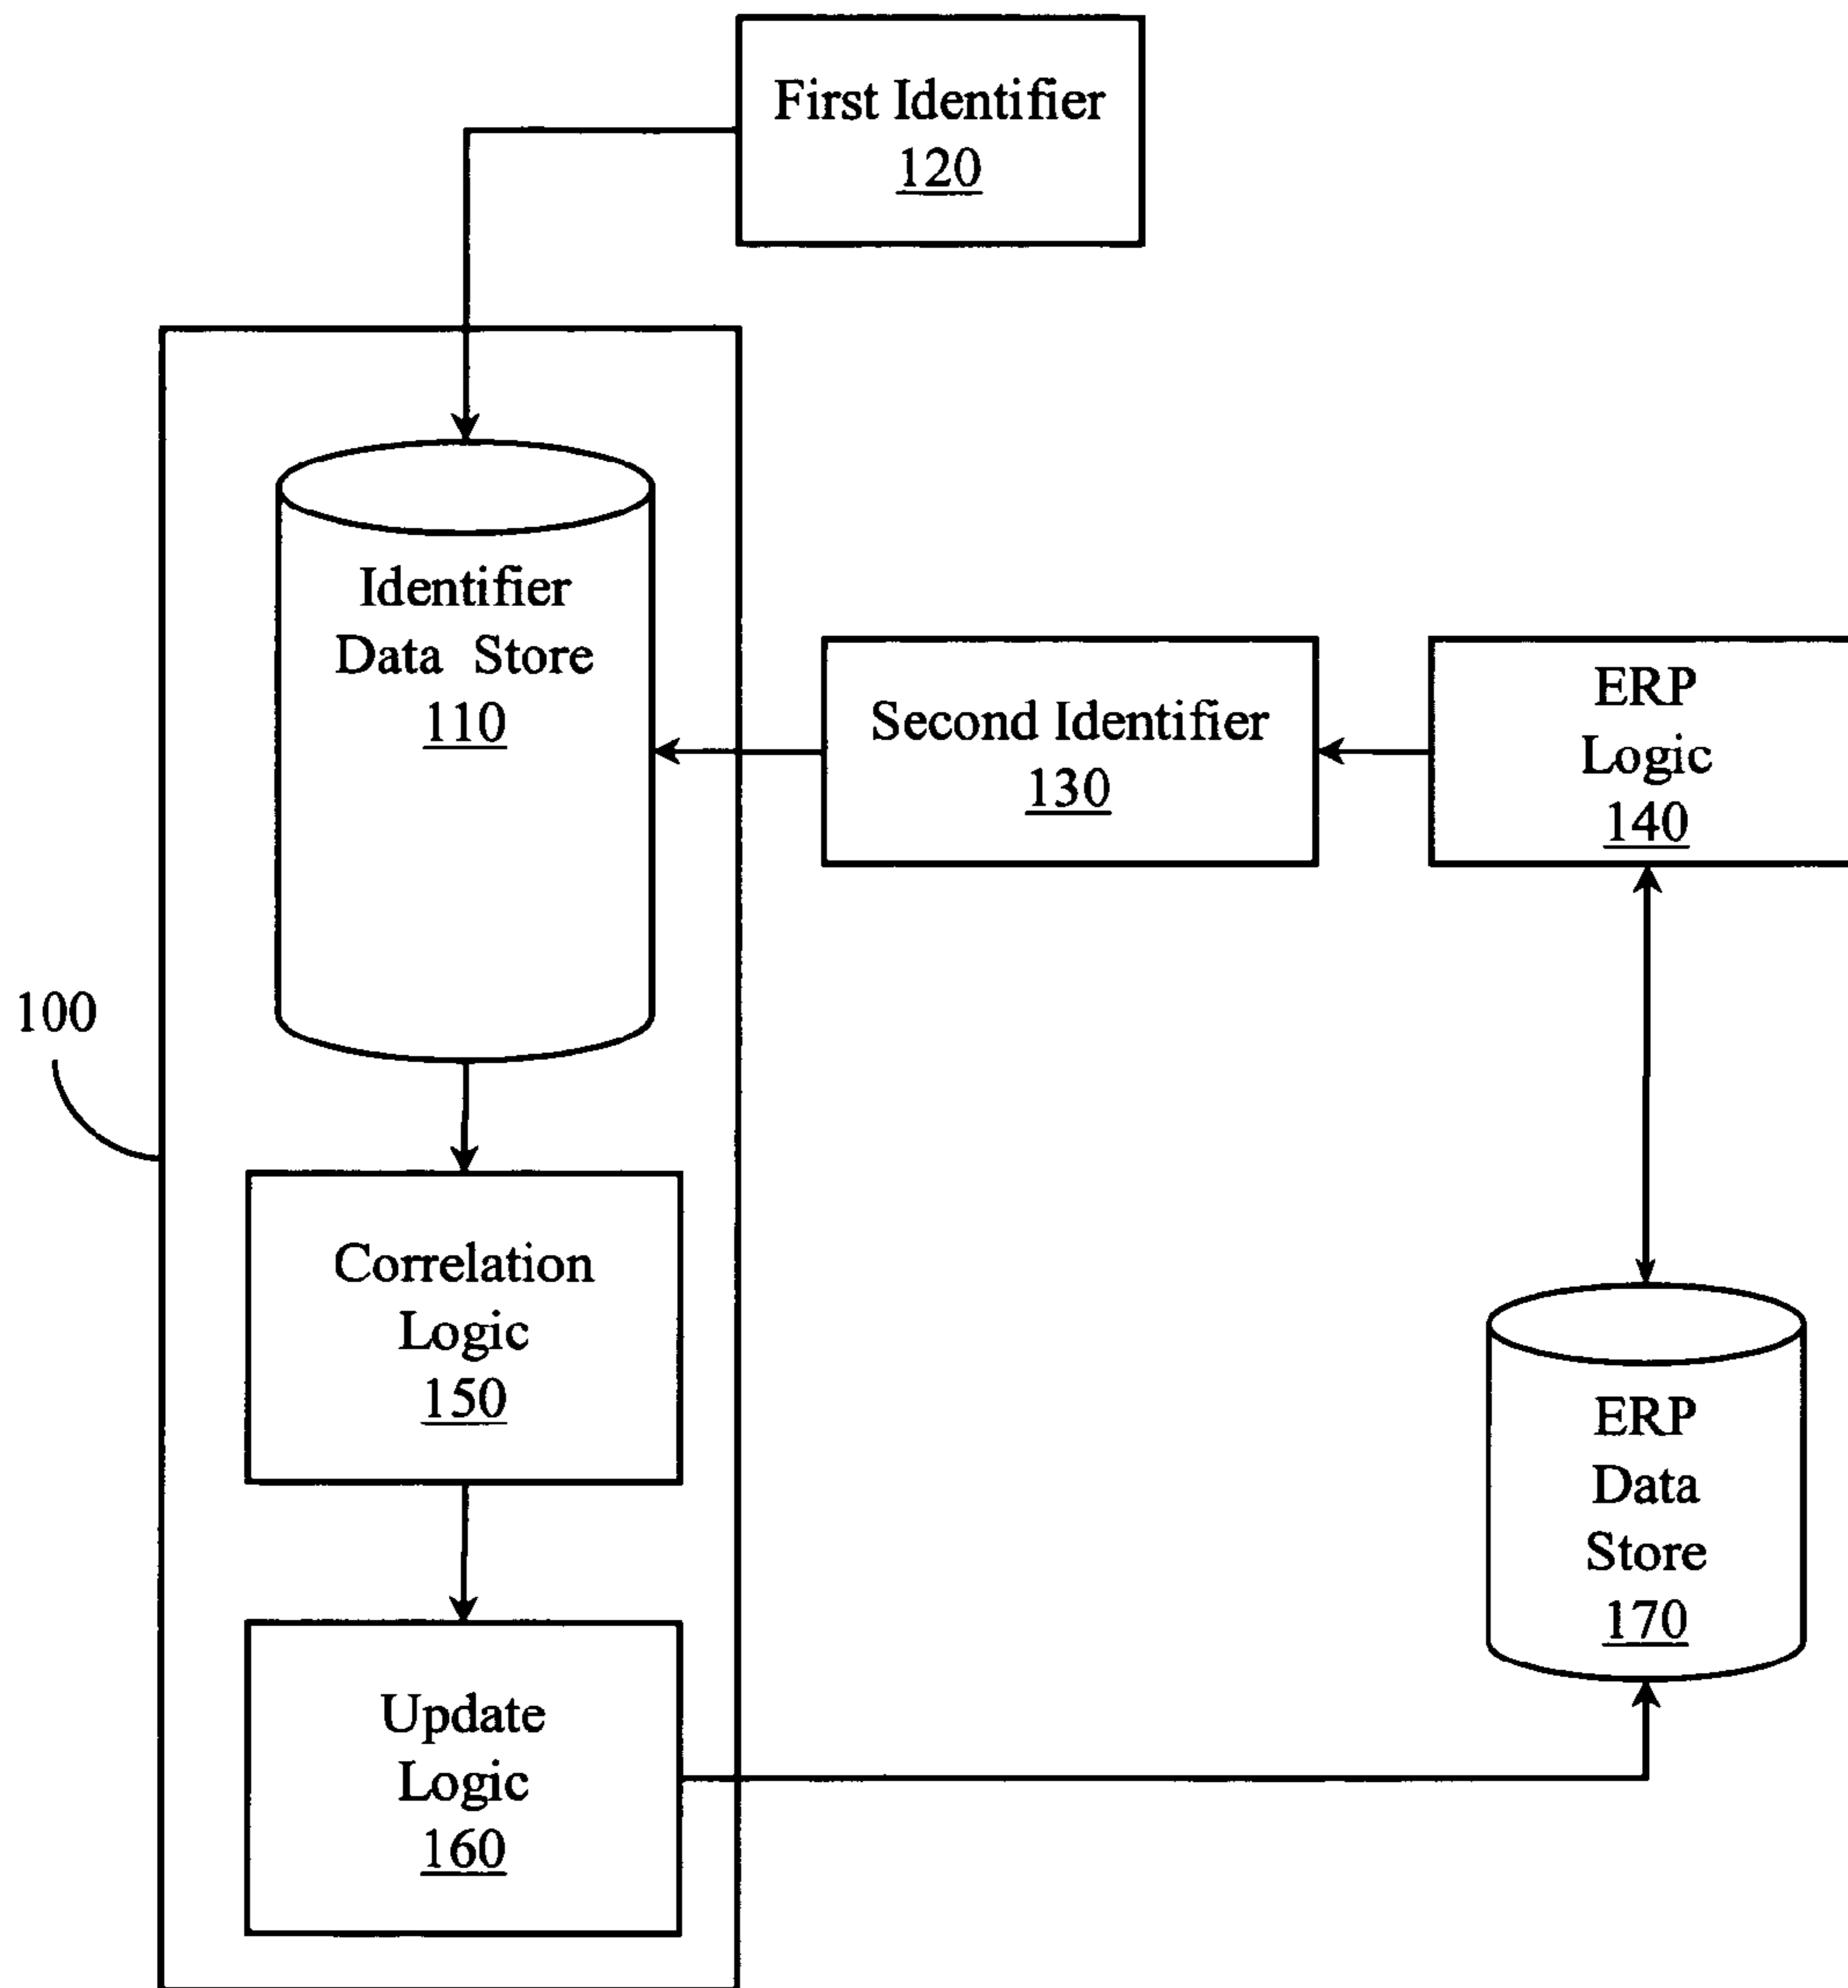 First Identifier
120
Identifier
Data Store
110
Second Identifier
130
ERP
Logic
140
100
Correlation
Logic
150
ERP
Data
Store
170
Update
Logic
160